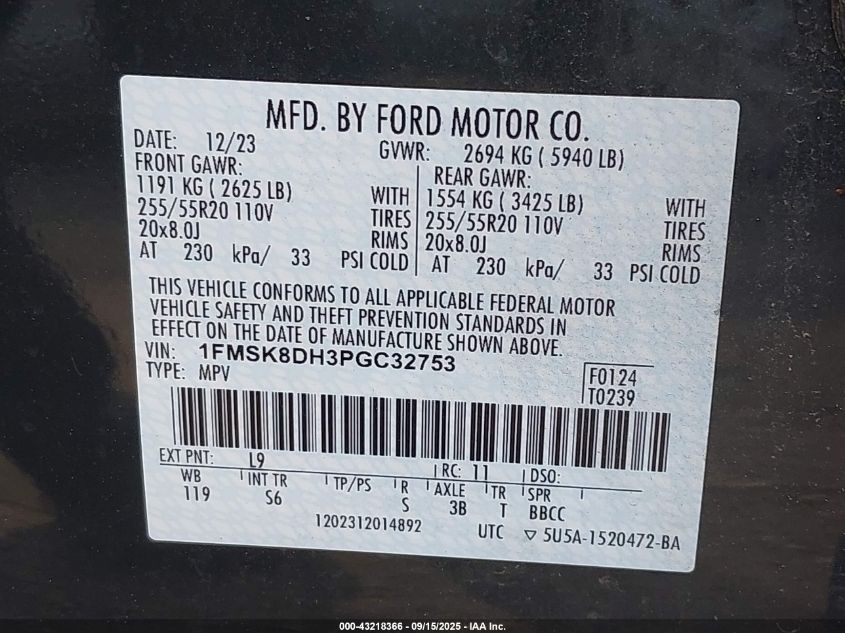 MFD. BY FORD MOTOR CO.
DATE: 12/23 GVWR: 2694 KG ( 5940 LB)
FRONT GAWR: REAR GAWR:
1191 KG ( 2625 LB) WITH 1554 KG ( 3425 LB) WITH
255/55R20 110V TIRES 255/55R20 110V TIRES
20x8.0J RIMS 20x8.0J RIMS
AT 230 kPa/ 33 PSI COLD AT 230 kPa/ 33 PSI COLD
THIS VEHICLE CONFORMS TO ALL APPLICABLE FEDERAL MOTOR
VEHICLE SAFETY AND THEFT PREVENTION STANDARDS IN
EFFECT ON THE DATE OF MANUFACTURE SHOWN ABOVE.
VIN: 1FMSK8DH3PGC32753
TYPE: MPV F0124
T0239
EXT PNT: L9 RC: 11 DSO:
WB INT TR TP/PS R AXLE TR SPR
119 S6 S 3B T BBCC
1202312014892 UTC ▽ 5U5A-1520472-BA
000-43218366 - 09/15/2025 - IAA Inc.